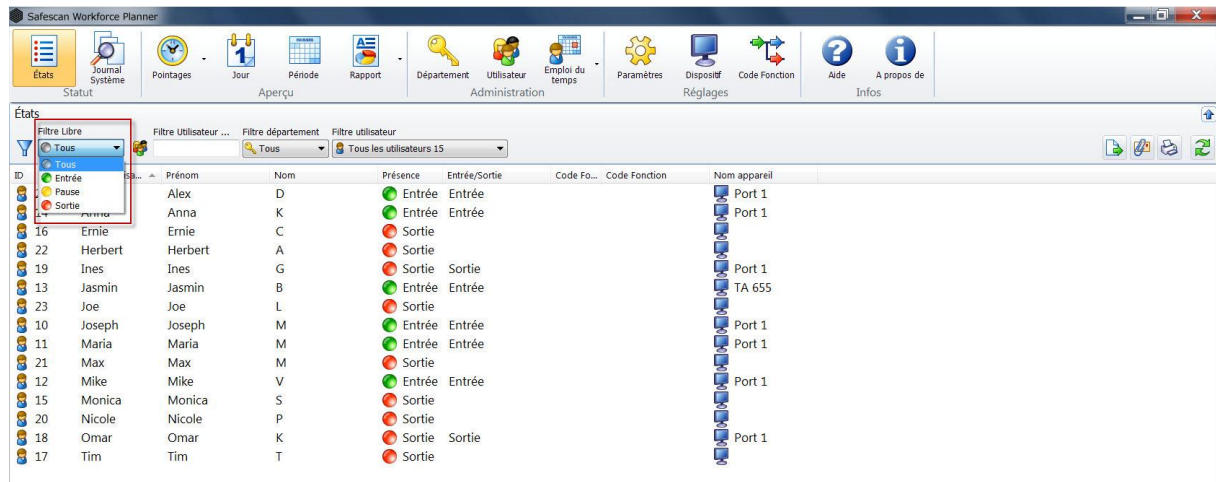 Safescan Workforce Planner
États Journal Système Pointages Jour Période Rapport Département Utilisateur Emploi du temps Paramètres Dispositif Code Fonction Aide A propos de
Statut Aperçu Administration Réglages Infos
États
Filtre Libre Filtre Utilisateur ... Filtre département Filtre utilisateur
Tous Tous Tous les utilisateurs 15
Tous
Entrée
Pause
Sortie
ID Prénom Nom Présence Entrée/Sortie Code Fo... Code Fonction Nom appareil
Alex D Entrée Entrée Port 1
14 Anna Anna K Entrée Entrée Port 1
16 Ernie Ernie C Sortie
22 Herbert Herbert A Sortie
19 Ines Ines G Sortie Sortie Port 1
13 Jasmin Jasmin B Entrée Entrée TA 655
23 Joe Joe L Sortie
10 Joseph Joseph M Entrée Entrée Port 1
11 Maria Maria M Entrée Entrée Port 1
21 Max Max M Sortie
12 Mike Mike V Entrée Entrée Port 1
15 Monica Monica S Sortie
20 Nicole Nicole P Sortie
18 Omar Omar K Sortie Sortie Port 1
17 Tim Tim T Sortie